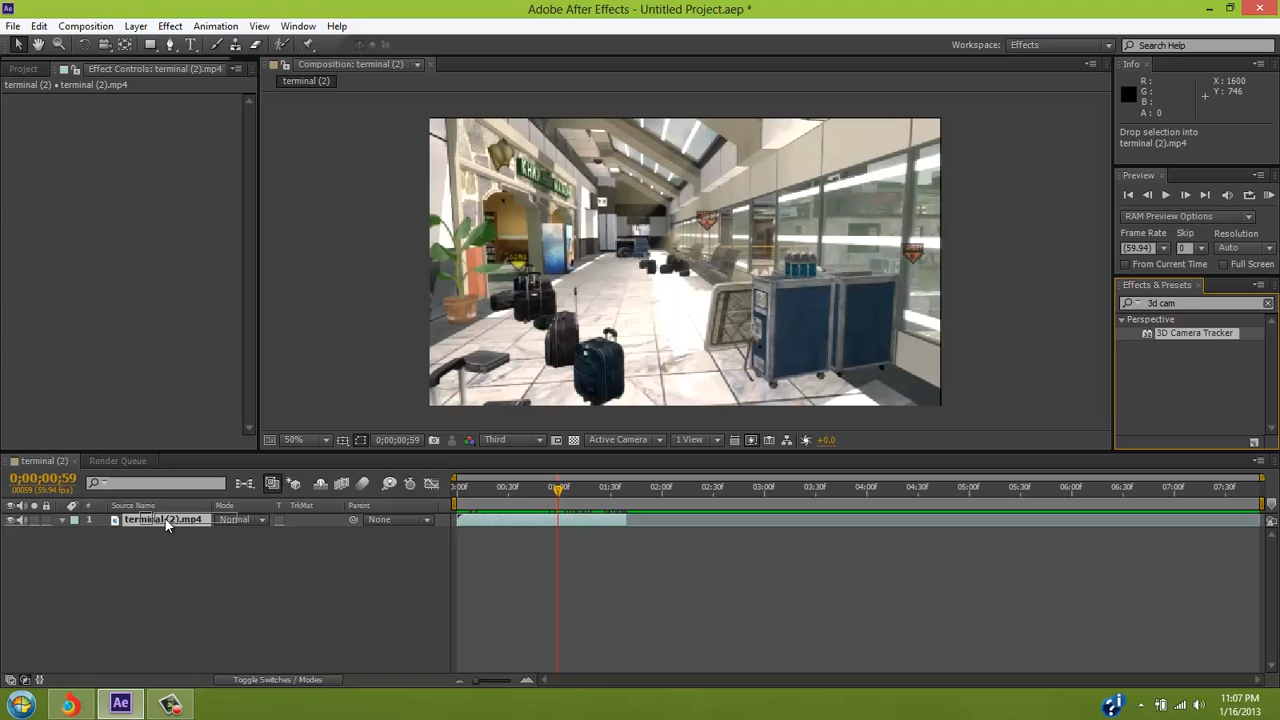 Adobe After Effects - Untitled Project.aep *
File Edit Composition Layer Effect Animation View Window Help
Workspace: Effects Search Help
Project Effect Controls: terminal (2).mp4
terminal (2) • terminal (2).mp4
Composition: terminal (2)
terminal (2)
Info
R :
G :
B :
A : 0
X : 1600
Y : 746
Drop selection into
terminal (2).mp4
Preview
RAM Preview Options
Frame Rate Skip Resolution
(59.94) 0 Auto
From Current Time Full Screen
Effects & Presets
3d cam
Perspective
3D Camera Tracker
50% 0;00;00;59 Third Active Camera 1 View +0.0
terminal (2) Render Queue
0;00;00;59
00059 (59.94 fps)
:00f 00:30f 01:00f 01:30f 02:00f 02:30f 03:00f 03:30f 04:00f 04:30f 05:00f 05:30f 06:00f 06:30f 07:00f 07:30f
# Source Name Mode T TrkMat Parent
1 terminal (2).mp4 Normal None
Toggle Switches / Modes
11:07 PM
1/16/2013